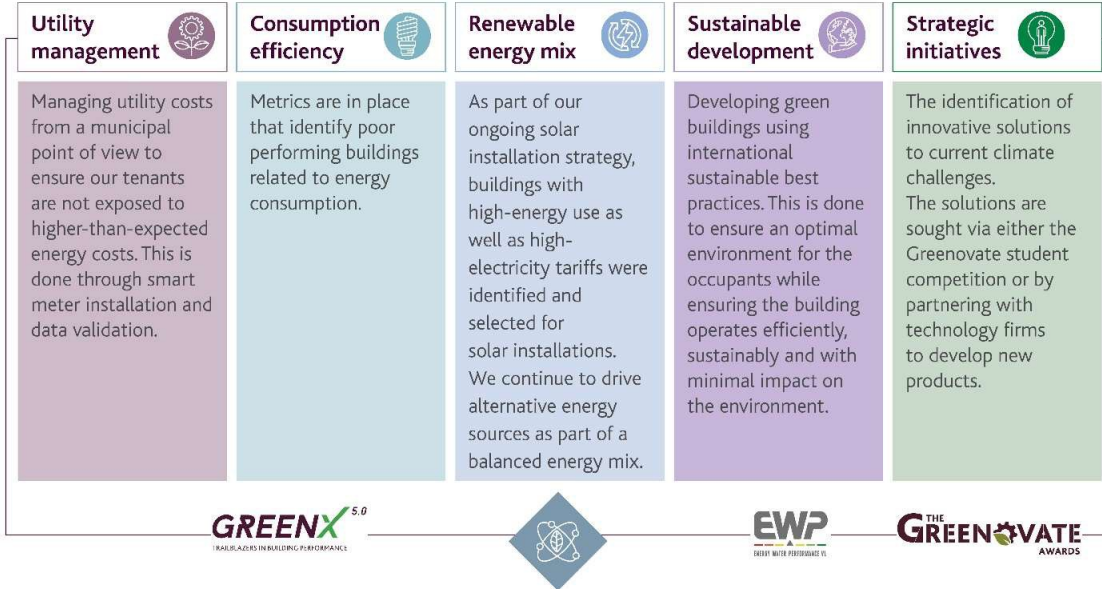 Utility
management
Managing utility costs
from a municipal
point of view to
ensure our tenants
are not exposed to
higher-than-expected
energy costs. This is
done through smart
meter installation and
data validation.
Consumption
efficiency
Metrics are in place
that identify poor
performing buildings
related to energy
consumption.
Renewable
energy mix
As part of our
ongoing solar
installation strategy,
buildings with
high-energy use as
well as high-
electricity tariffs were
identified and
selected for
solar installations.
We continue to drive
alternative energy
sources as part of a
balanced energy mix.
Sustainable
development
Developing green
buildings using
international
sustainable best
practices. This is done
to ensure an optimal
environment for the
occupants while
ensuring the building
operates efficiently,
sustainably and with
minimal impact on
the environment.
Strategic
initiatives
The identification of
innovative solutions
to current climate
challenges.
The solutions are
sought via either the
Greenovate student
competition or by
partnering with
technology firms
to develop new
products.
GREENX 5.0
TRAILBLAZERS IN BUILDING PERFORMANCE
EWP
ENERGY WATER PERFORMANCE
THE
GREENOVATE
AWARDS